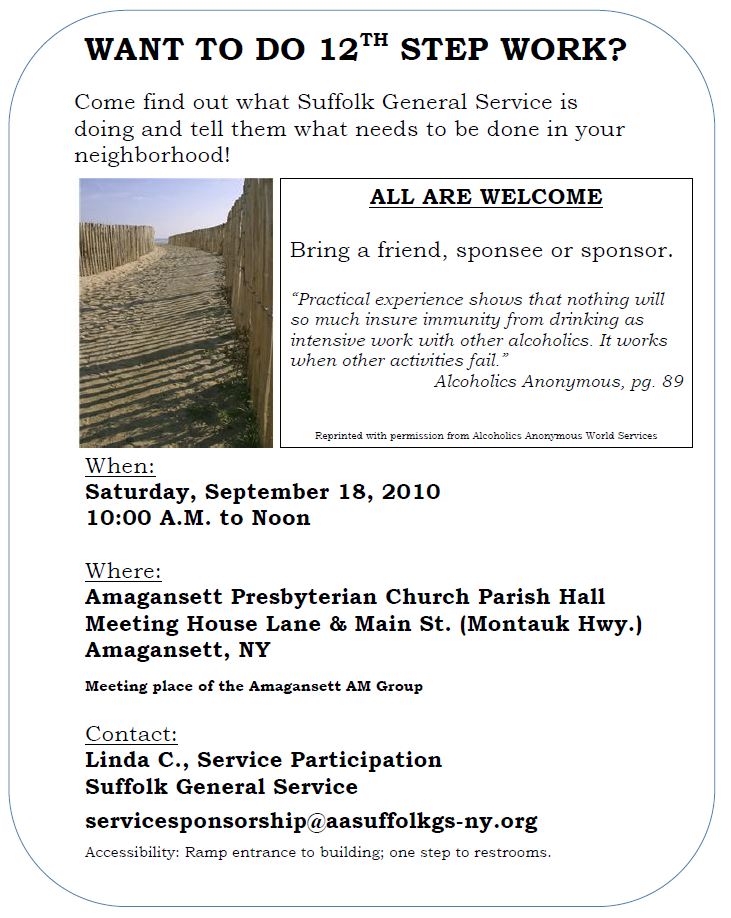 WANT TO DO 12TH STEP WORK?
Come find out what Suffolk General Service is
doing and tell them what needs to be done in your
neighborhood!
ALL ARE WELCOME
Bring a friend, sponsee or sponsor.
“Practical experience shows that nothing will
so much insure immunity from drinking as
intensive work with other alcoholics. It works
when other activities fail.”
Alcoholics Anonymous, pg. 89
Reprinted with permission from Alcoholics Anonymous World Services
When:
Saturday, September 18, 2010
10:00 A.M. to Noon
Where:
Amagansett Presbyterian Church Parish Hall
Meeting House Lane & Main St. (Montauk Hwy.)
Amagansett, NY
Meeting place of the Amagansett AM Group
Contact:
Linda C., Service Participation
Suffolk General Service
servicesponsorship@aasuffolkgs-ny.org
Accessibility: Ramp entrance to building; one step to restrooms.